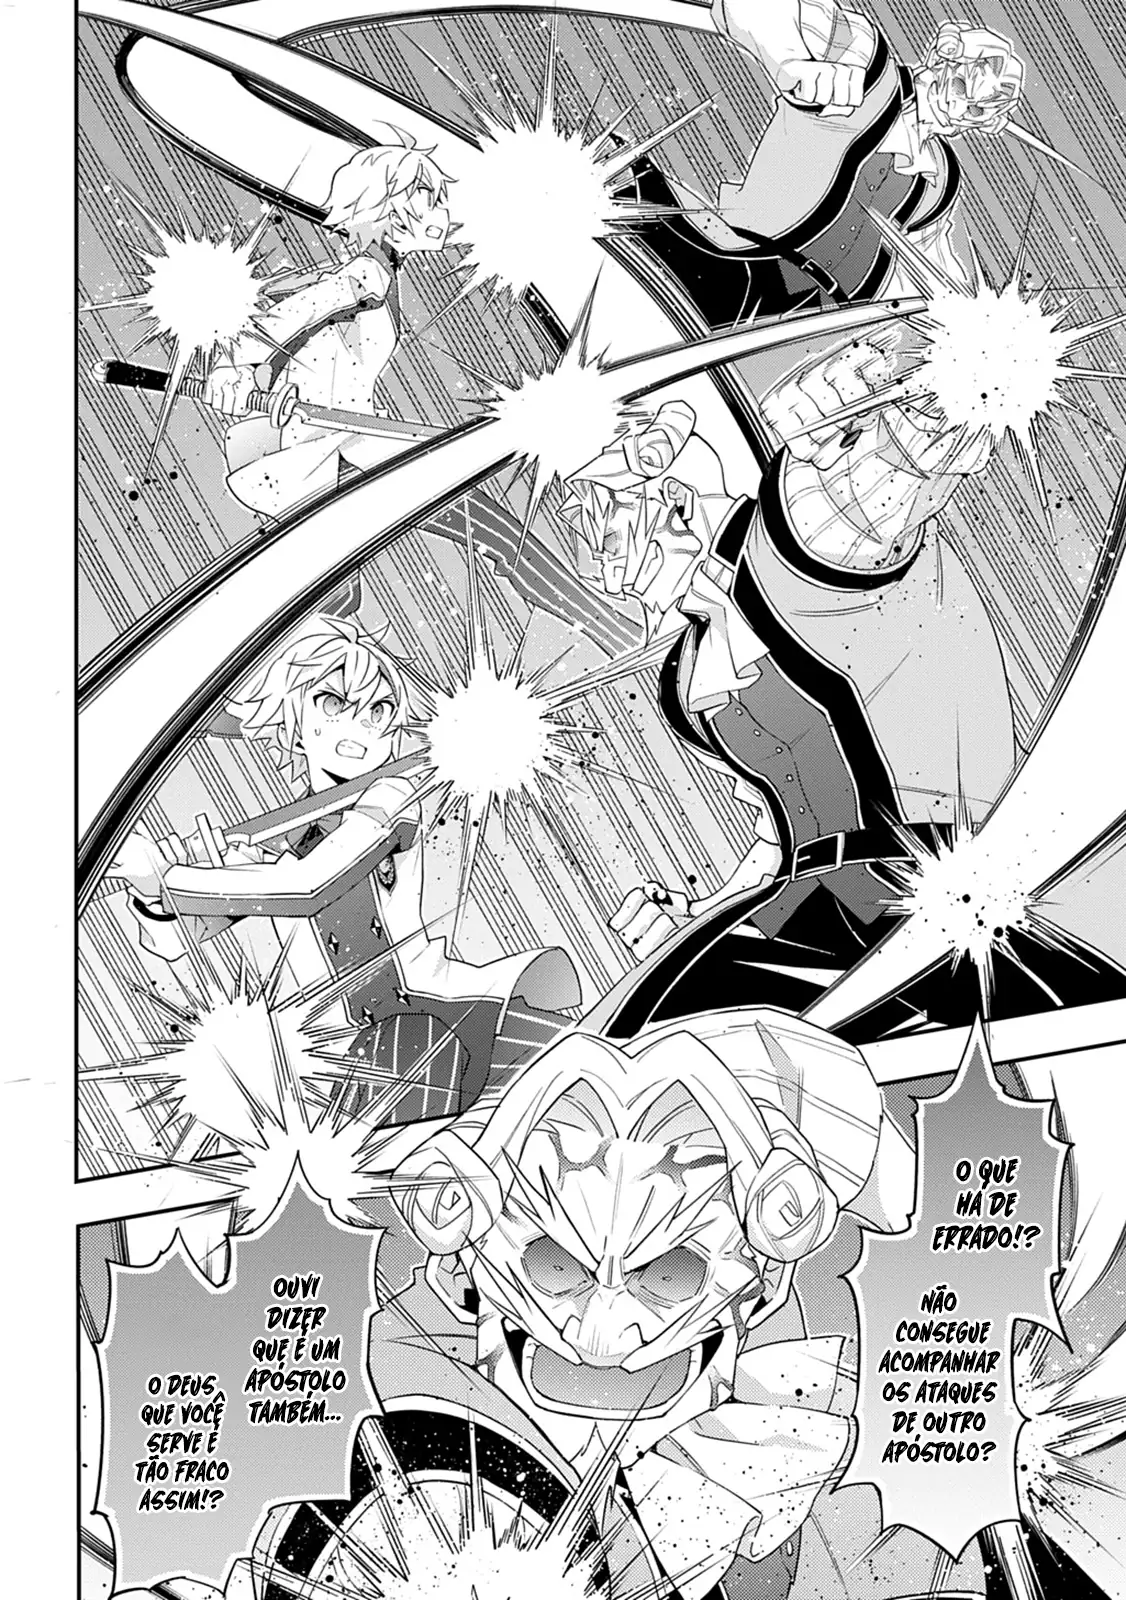 O QUE
HÁ DE
ERRADO!?
NÃO
CONSEGUE
ACOMPANHAR
OS ATAQUES
DE OUTRO
APÓSTOLO?
OUVI
DIZER
QUE É UM
APÓSTOLO
TAMBÉM...
O DEUS
QUE VOCÊ
SERVE É
TÃO FRACO
ASSIM!?